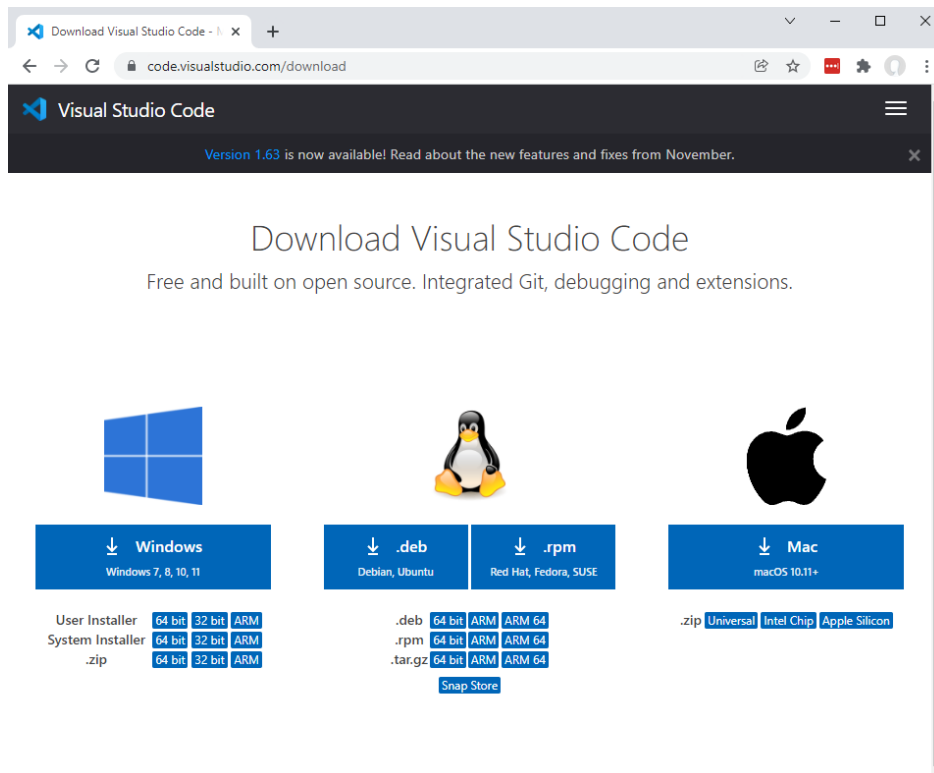 Download Visual Studio Code -
code.visualstudio.com/download
Visual Studio Code
Version 1.63 is now available! Read about the new features and fixes from November.
Download Visual Studio Code
Free and built on open source. Integrated Git, debugging and extensions.
Windows
Windows 7, 8, 10, 11
User Installer 64 bit 32 bit ARM
System Installer 64 bit 32 bit ARM
.zip 64 bit 32 bit ARM
.deb
Debian, Ubuntu
.rpm
Red Hat, Fedora, SUSE
.deb 64 bit ARM ARM 64
.rpm 64 bit ARM ARM 64
.tar.gz 64 bit ARM ARM 64
Snap Store
Mac
macOS 10.11+
.zip Universal Intel Chip Apple Silicon